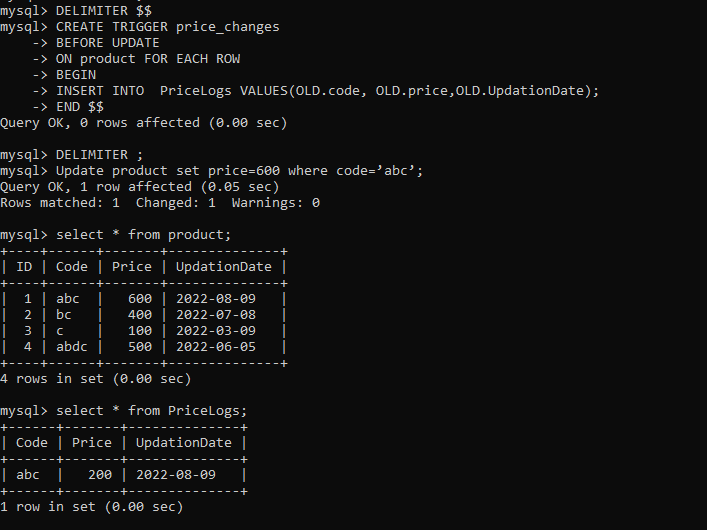 mysql> DELIMITER $$
mysql> CREATE TRIGGER price_changes
    -> BEFORE UPDATE
    -> ON product FOR EACH ROW
    -> BEGIN
    -> INSERT INTO  PriceLogs VALUES(OLD.code, OLD.price,OLD.UpdationDate);
    -> END $$
Query OK, 0 rows affected (0.00 sec)

mysql> DELIMITER ;
mysql> Update product set price=600 where code=’abc’;
Query OK, 1 row affected (0.05 sec)
Rows matched: 1  Changed: 1  Warnings: 0

mysql> select * from product;
+----+------+-------+--------------+
| ID | Code | Price | UpdationDate |
+----+------+-------+--------------+
|  1 | abc  |   600 | 2022-08-09   |
|  2 | bc   |   400 | 2022-07-08   |
|  3 | c    |   100 | 2022-03-09   |
|  4 | abdc |   500 | 2022-06-05   |
+----+------+-------+--------------+
4 rows in set (0.00 sec)

mysql> select * from PriceLogs;
+------+-------+--------------+
| Code | Price | UpdationDate |
+------+-------+--------------+
| abc  |   200 | 2022-08-09   |
+------+-------+--------------+
1 row in set (0.00 sec)